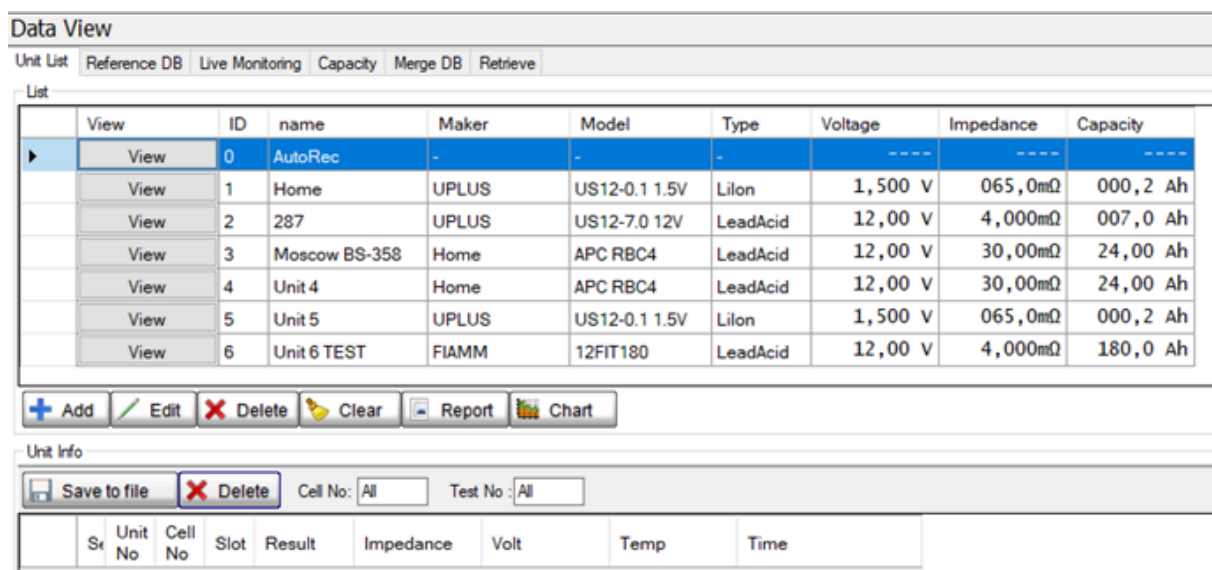 Data View
Unit List Reference DB Live Monitoring Capacity Merge DB Retrieve
List
View ID name Maker Model Type Voltage Impedance Capacity
View 0 AutoRec - - - ---- ---- ----
View 1 Home UPLUS US12-0.1 1.5V LiIon 1,500 V 065,0mΩ 000,2 Ah
View 2 287 UPLUS US12-7.0 12V LeadAcid 12,00 V 4,000mΩ 007,0 Ah
View 3 Moscow BS-358 Home APC RBC4 LeadAcid 12,00 V 30,00mΩ 24,00 Ah
View 4 Unit 4 Home APC RBC4 LeadAcid 12,00 V 30,00mΩ 24,00 Ah
View 5 Unit 5 UPLUS US12-0.1 1.5V LiIon 1,500 V 065,0mΩ 000,2 Ah
View 6 Unit 6 TEST FIAMM 12FIT180 LeadAcid 12,00 V 4,000mΩ 180,0 Ah
Add Edit Delete Clear Report Chart
Unit Info
Save to file Delete Cell No: All Test No : All
Unit No Cell No Slot Result Impedance Volt Temp Time